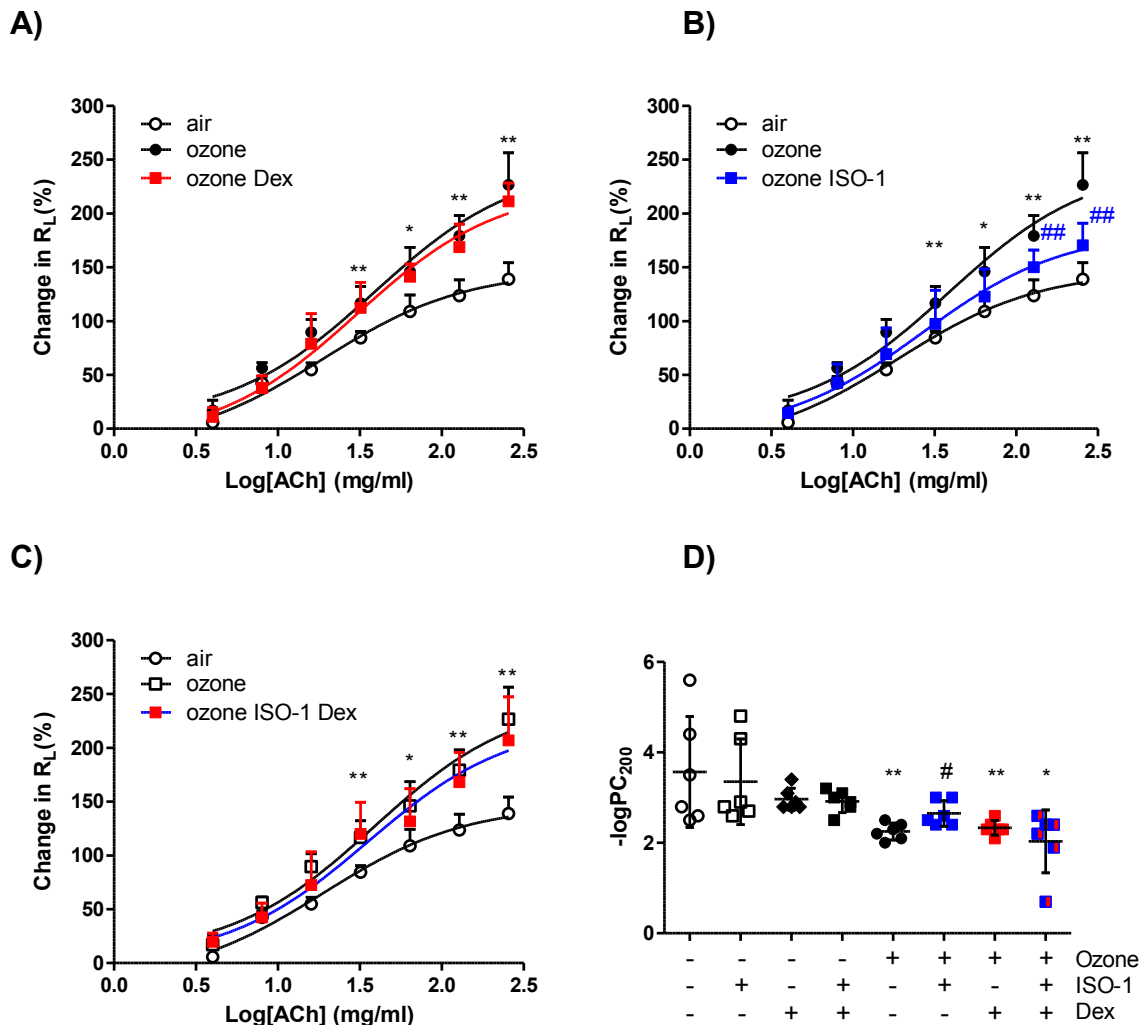 A)
B)
300
250
200
150
100
50
0
0.0 0.5 1.0 1.5 2.0 2.5
Change in RL(%)
Log[ACh] (mg/ml)
air
ozone
ozone Dex
** * ** **
300
250
200
150
100
50
0
0.0 0.5 1.0 1.5 2.0 2.5
Change in RL(%)
Log[ACh] (mg/ml)
air
ozone
ozone ISO-1
** * ** **
## ##
C)
D)
300
250
200
150
100
50
0
0.0 0.5 1.0 1.5 2.0 2.5
Change in RL(%)
Log[ACh] (mg/ml)
air
ozone
ozone ISO-1 Dex
** * ** **
6
4
2
0
-logPC200
** # ** *
- - - - + + + + Ozone
- + - + - + - + ISO-1
- - + + - - + + Dex